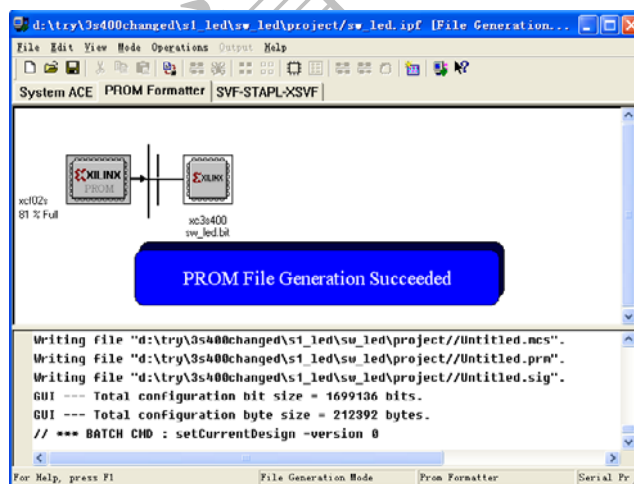 d:\try\3s400changed\s1_led\sw_led\project/sw_led.ipf [File Generation...
File Edit View Mode Operations Output Help
System ACE PROM Formatter SVF-STAPL-XSVF
XILINX
PROM
XILINX
xcf02s
81 % Full
xc3s400
sw_led.bit
PROM File Generation Succeeded
Writing file "d:\try\3s400changed\s1_led\sw_led\project//Untitled.mcs".
Writing file "d:\try\3s400changed\s1_led\sw_led\project//Untitled.prm".
Writing file "d:\try\3s400changed\s1_led\sw_led\project//Untitled.sig".
GUI --- Total configuration bit size = 1699136 bits.
GUI --- Total configuration byte size = 212392 bytes.
// *** BATCH CMD : setCurrentDesign -version 0
For Help, press F1 File Generation Mode Prom Formatter Serial Pr